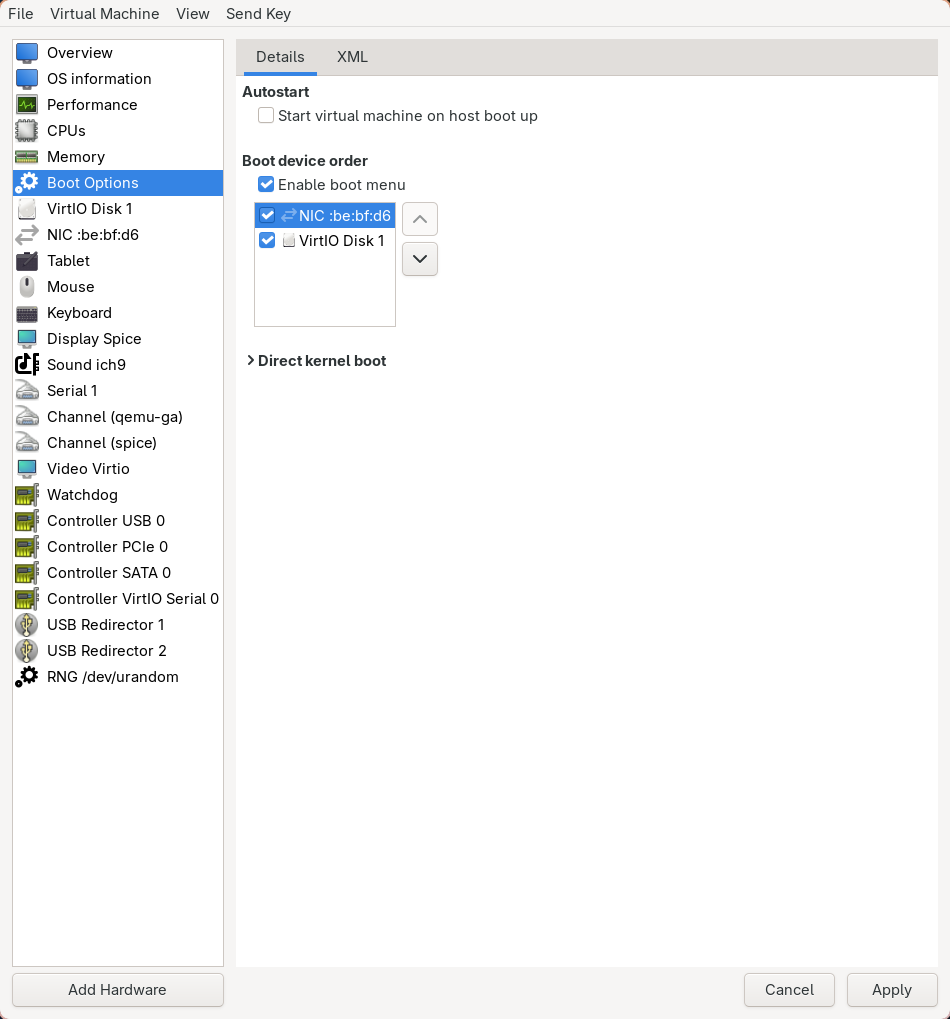 File Virtual Machine View Send Key
Overview
OS information
Performance
CPUs
Memory
Boot Options
VirtIO Disk 1
NIC :be:bf:d6
Tablet
Mouse
Keyboard
Display Spice
Sound ich9
Serial 1
Channel (qemu-ga)
Channel (spice)
Video Virtio
Watchdog
Controller USB 0
Controller PCIe 0
Controller SATA 0
Controller VirtIO Serial 0
USB Redirector 1
USB Redirector 2
RNG /dev/urandom
Add Hardware
Details XML
Autostart
Start virtual machine on host boot up
Boot device order
Enable boot menu
NIC :be:bf:d6
VirtIO Disk 1
Direct kernel boot
Cancel Apply